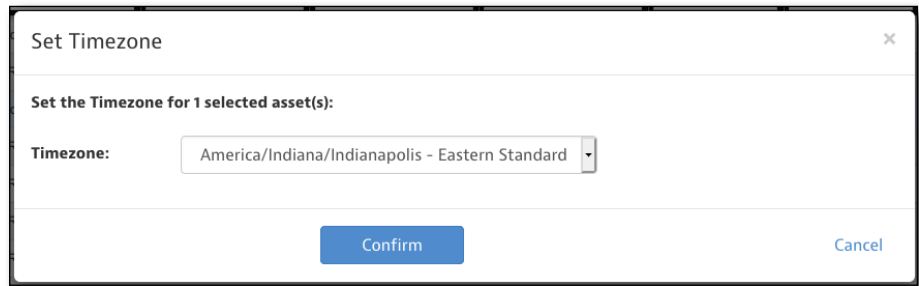 Set Timezone
×
Set the Timezone for 1 selected asset(s):
Timezone: America/Indiana/Indianapolis - Eastern Standard
Confirm Cancel